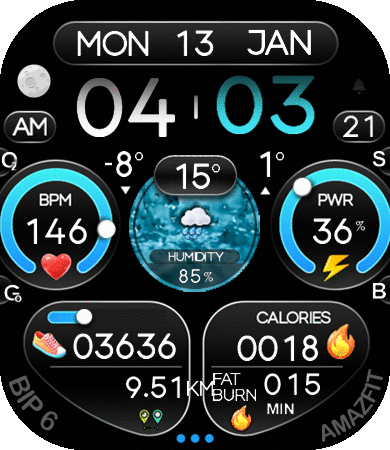 MON 13 JAN
04 03
AM
21
-8°
15°
1°
S
BPM
146
PWR
36%
HUMIDITY
85%
B
CALORIES
03636
0018
9.51KM
FAT
BURN
015
MIN
BIP 6
AMAZFIT